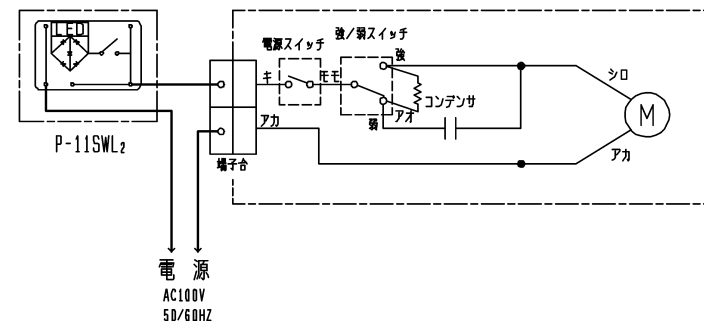 LED
P-11SWL₂
電源スイッチ
強/弱スイッチ
強
キ
モモ
シロ
コンデンサ
アオ
弱
アカ
M
アカ
端子台
電 源
AC100V
50/60HZ